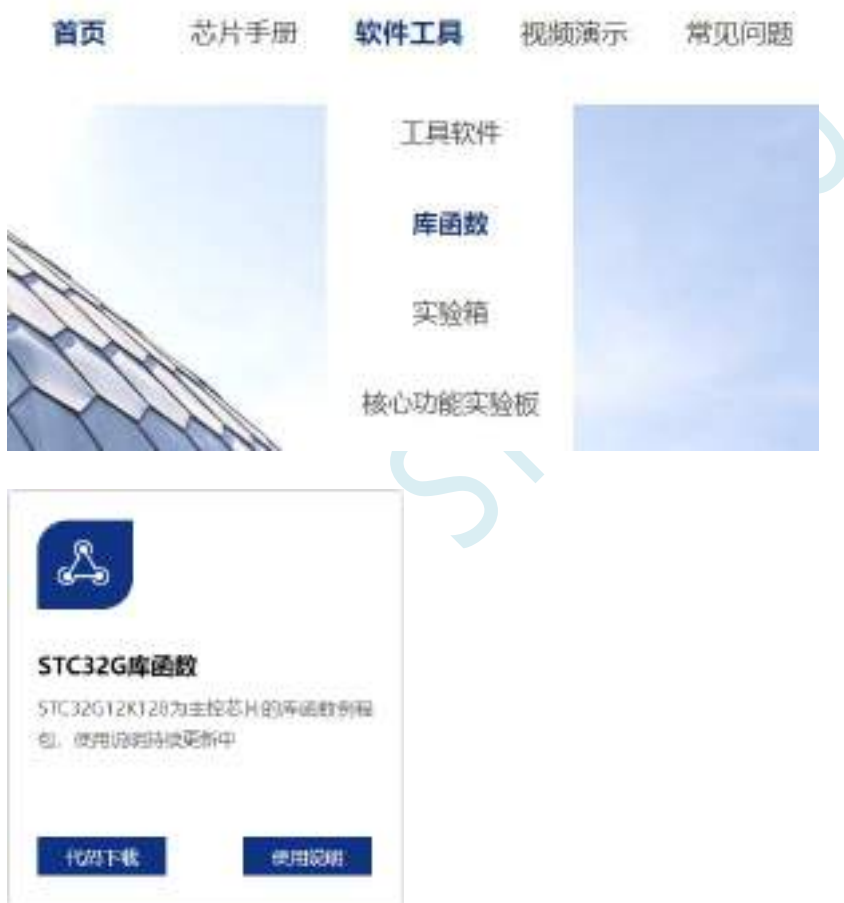 首页 芯片手册 软件工具 视频演示 常见问题
工具软件
库函数
实验箱
核心功能实验板
STC32G库函数
STC32G12K128为主控芯片的库函数例程
包，使用说明持续更新中
代码下载 使用说明